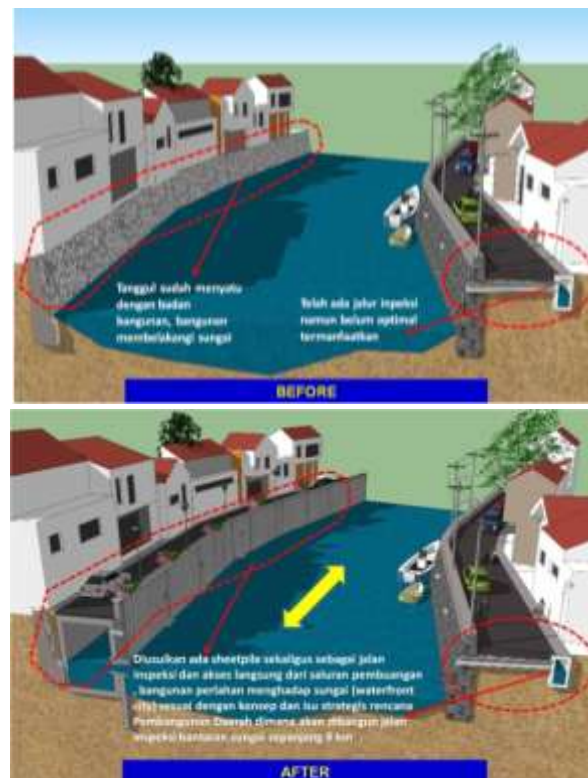 Tanggul sudah menyatu
dengan badan
bangunan, bangunan
membelakangi sungai
Telah ada jalur inpeksi
namun belum optimal
termanfaatkan
BEFORE
Diusulkan ada sheetpile sekaligus sebagai jalan
inspeksi dan akses langsung dari saluran pembuangan
, bangunan perlahan menghadap sungai (waterfront
city) sesuai dengan konsep dan isu strategis rencana
Pembangunan Daerah dimana akan dibangun jalan
inspeksi bantaran sungai sepanjang 9 km .
AFTER